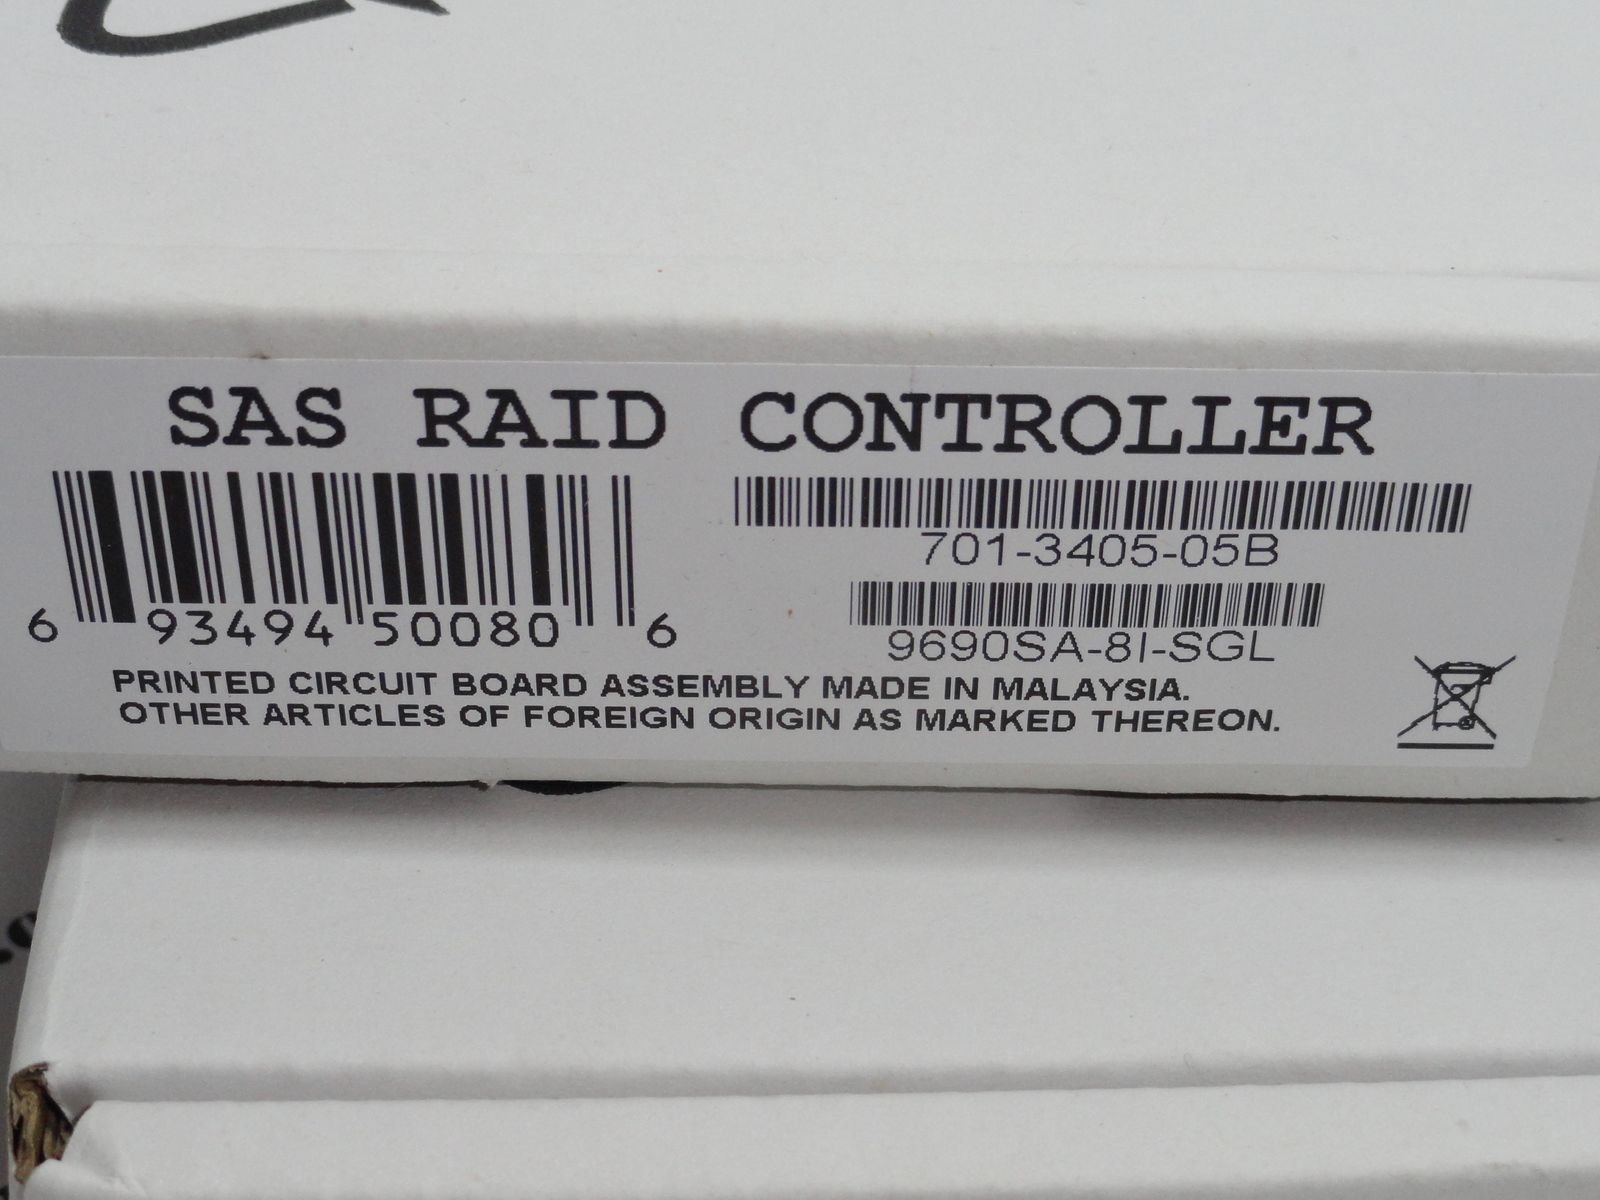 SAS RAID CONTROLLER
6 93494 50080 6
701-3405-05B
9690SA-8I-SGL
PRINTED CIRCUIT BOARD ASSEMBLY MADE IN MALAYSIA.
OTHER ARTICLES OF FOREIGN ORIGIN AS MARKED THEREON.